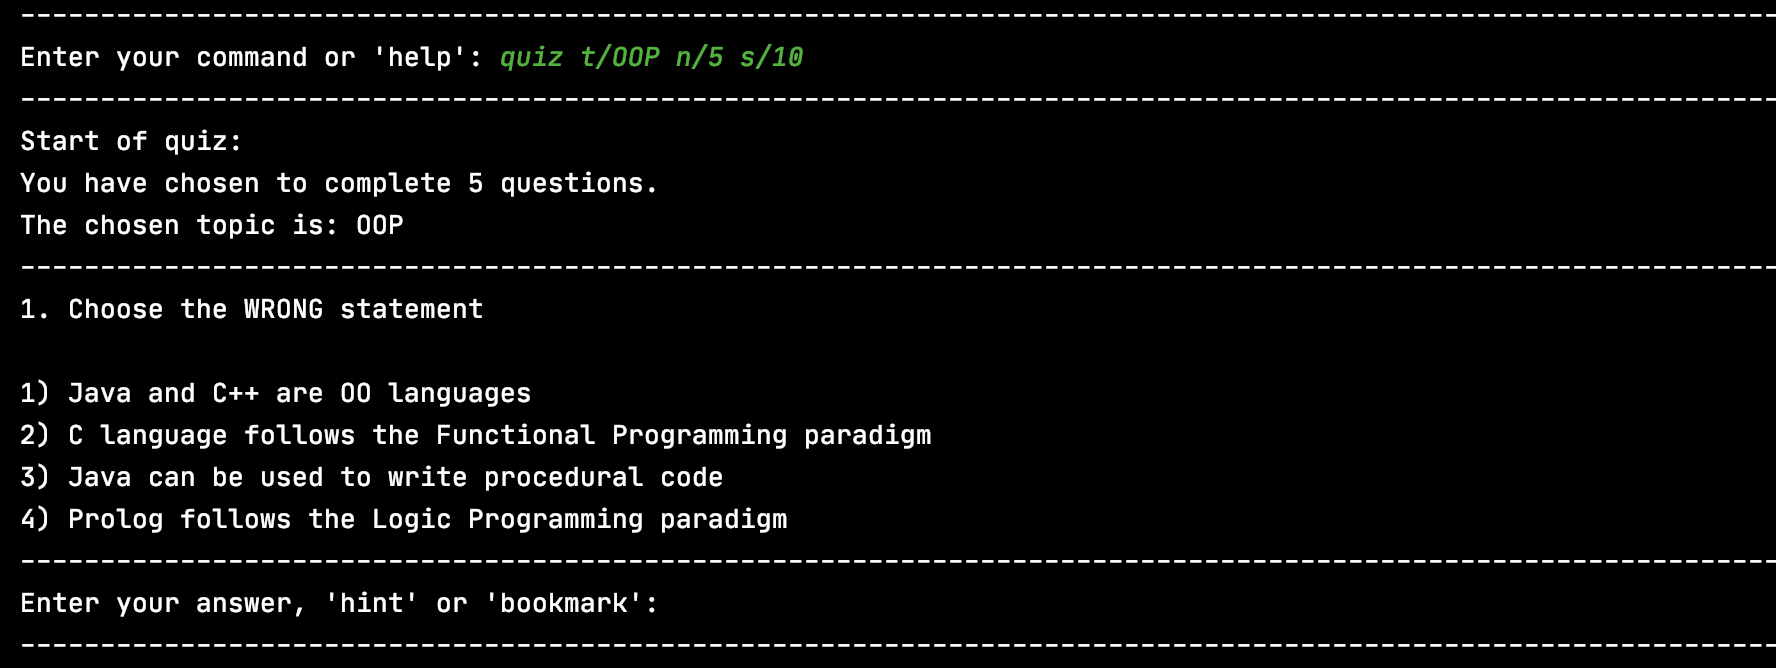 --------------------------------------------------------------------------------------------------------------
Enter your command or 'help': quiz t/OOP n/5 s/10
--------------------------------------------------------------------------------------------------------------
Start of quiz:
You have chosen to complete 5 questions.
The chosen topic is: OOP
--------------------------------------------------------------------------------------------------------------
1. Choose the WRONG statement

1) Java and C++ are OO languages
2) C language follows the Functional Programming paradigm
3) Java can be used to write procedural code
4) Prolog follows the Logic Programming paradigm
--------------------------------------------------------------------------------------------------------------
Enter your answer, 'hint' or 'bookmark':
--------------------------------------------------------------------------------------------------------------